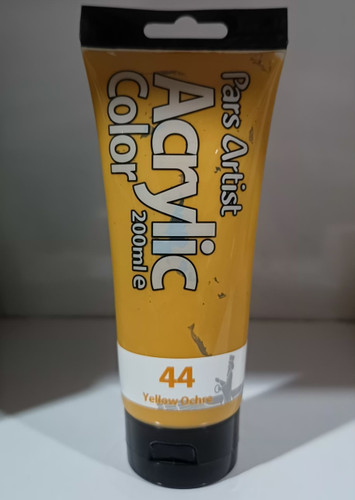 Pars Artist
Acrylic
Color
200ml e
44
Yellow Ochre